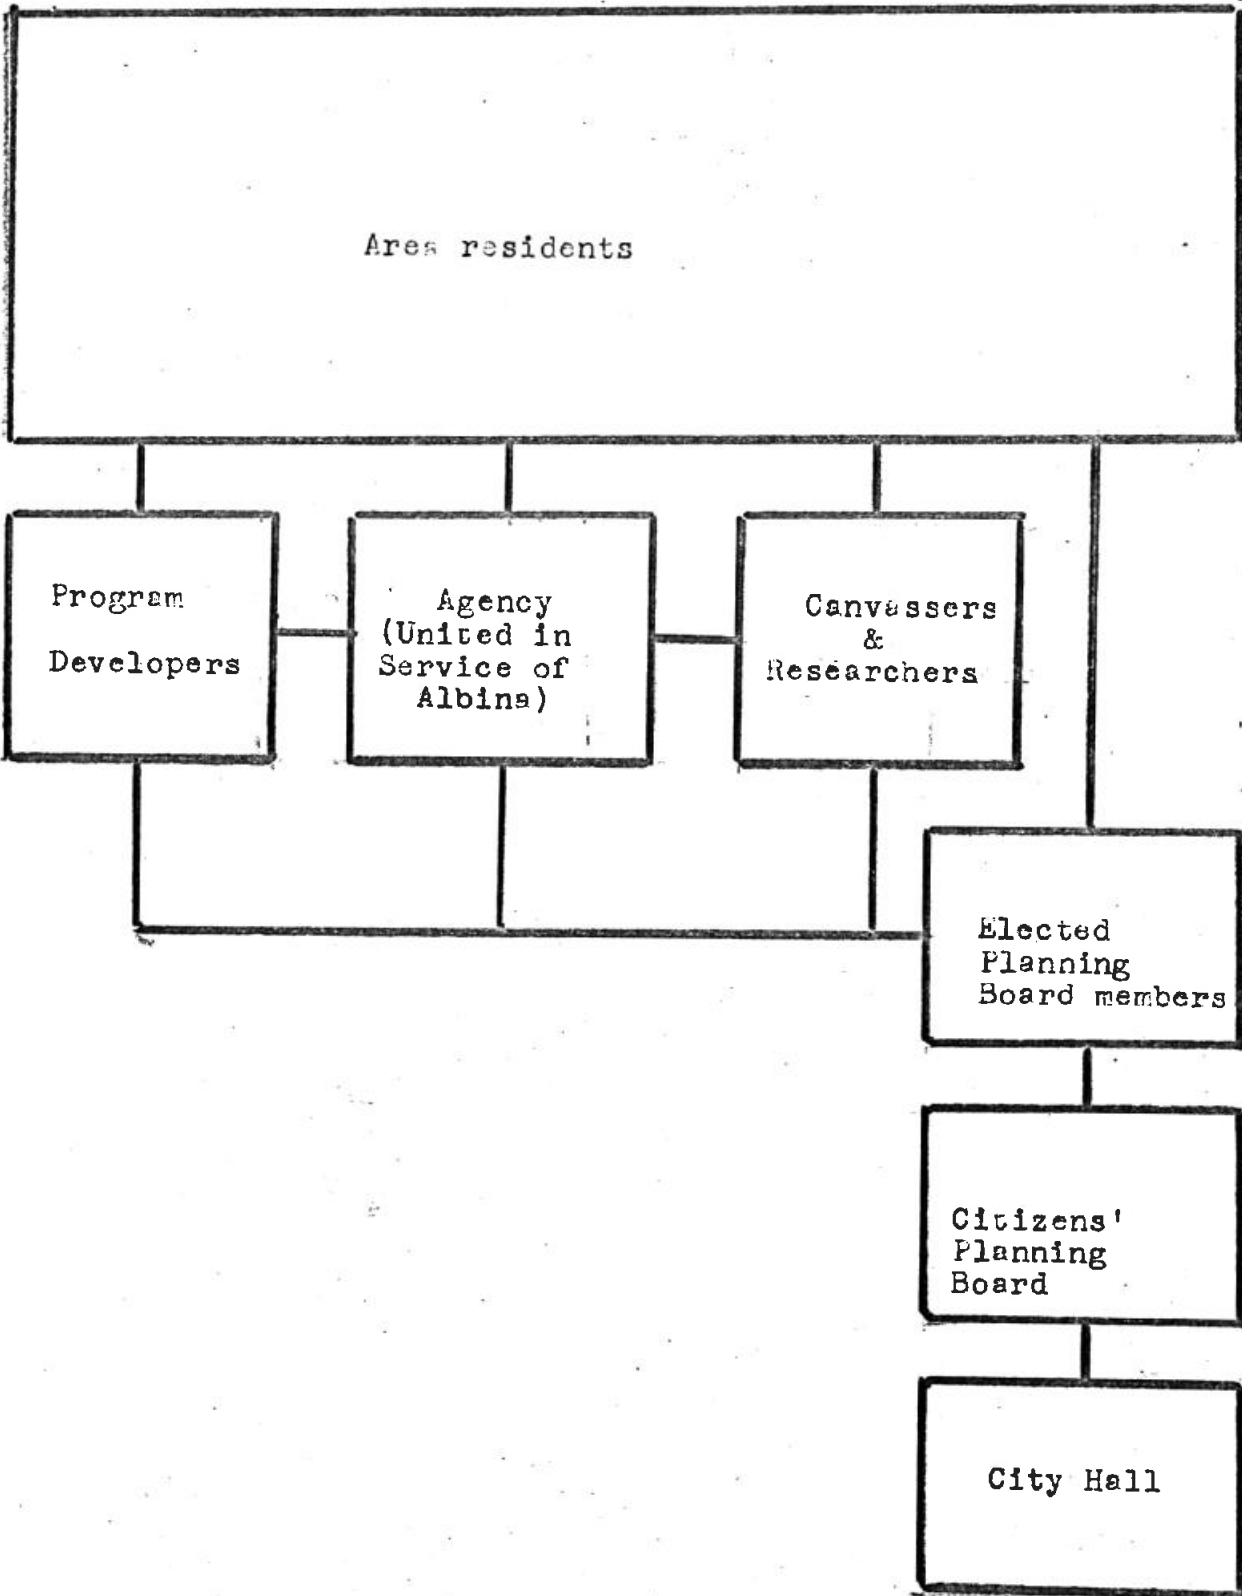 Area residents
Program
Developers
Agency
(United in
Service of
Albina)
Canvassers
&
Researchers
Elected
Planning
Board members
Citizens'
Planning
Board
City Hall